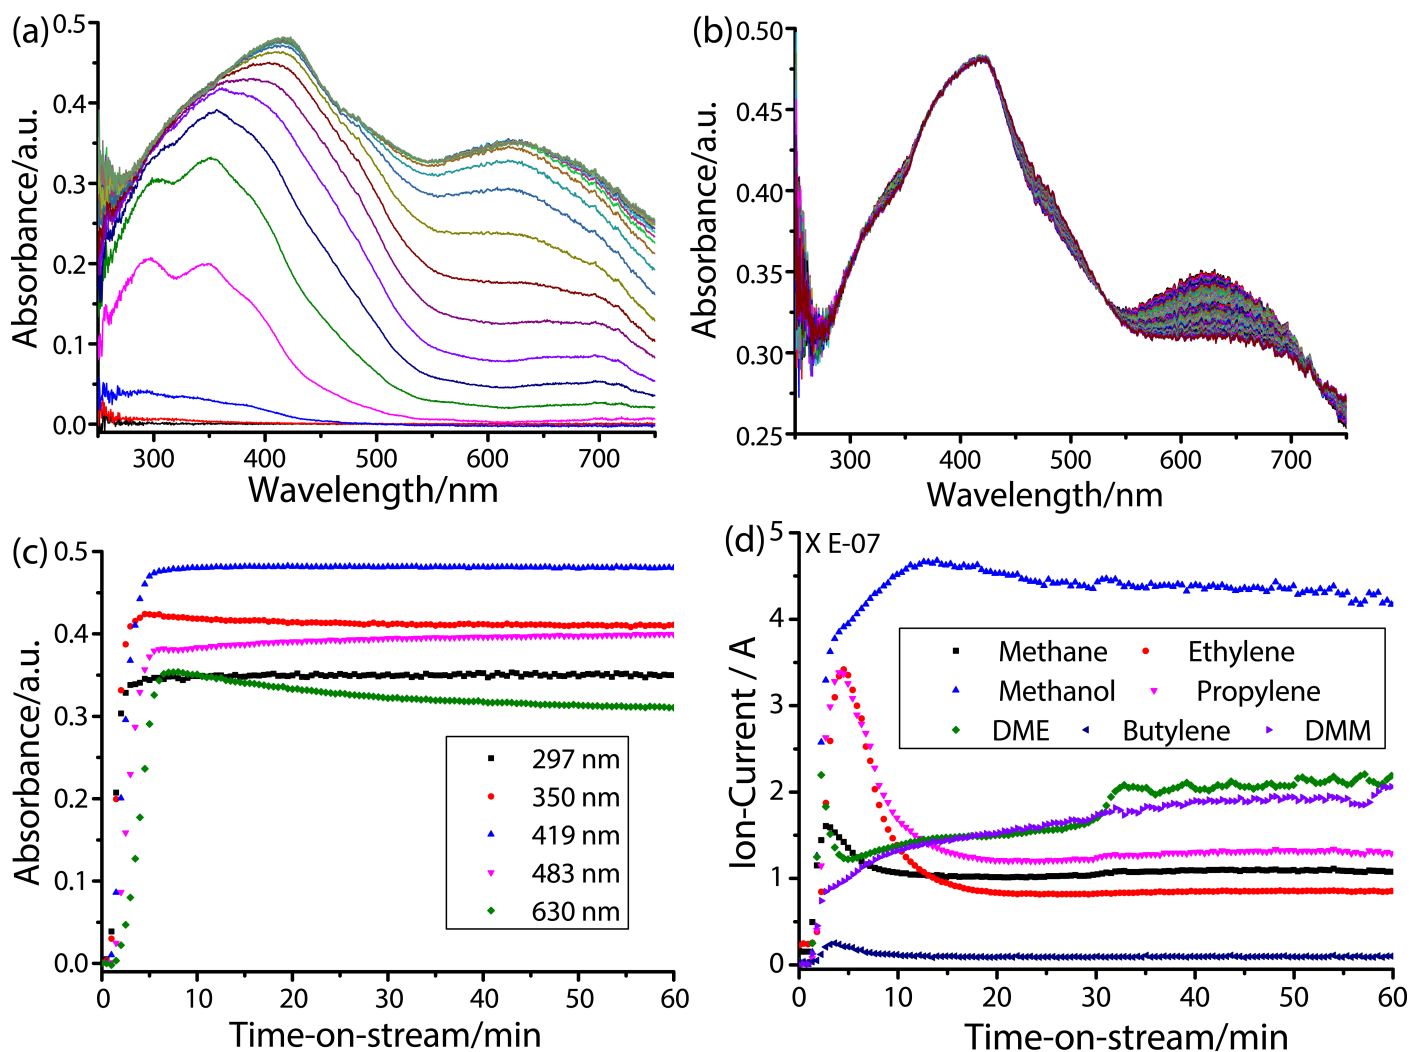 (a)
0.5
0.4
0.3
0.2
0.1
0.0
Absorbance/a.u.
300 400 500 600 700
Wavelength/nm
(b)
0.50
0.45
0.40
0.35
0.30
0.25
Absorbance/a.u.
300 400 500 600 700
Wavelength/nm
(c)
0.5
0.4
0.3
0.2
0.1
0.0
Absorbance/a.u.
297 nm
350 nm
419 nm
483 nm
630 nm
0 10 20 30 40 50 60
Time-on-stream/min
(d)
X E-07
5
4
3
2
1
0
Ion-Current / A
Methane Ethylene
Methanol Propylene
DME Butylene DMM
0 10 20 30 40 50 60
Time-on-stream/min